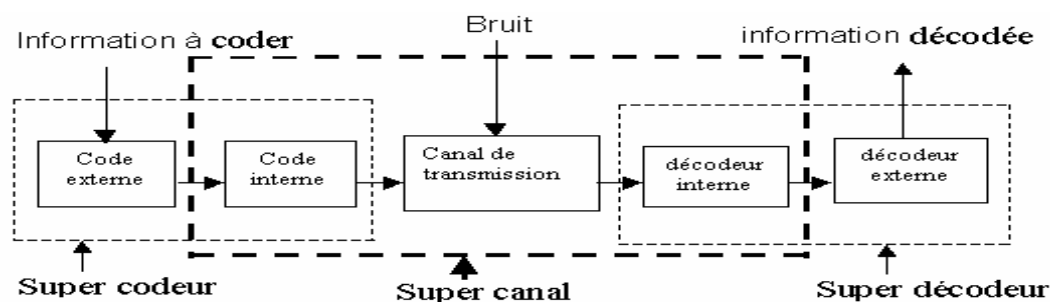 Information à coder
Bruit
information décodée
Code
externe
Code
interne
Canal de
transmission
décodeur
interne
décodeur
externe
Super codeur
Super canal
Super décodeur